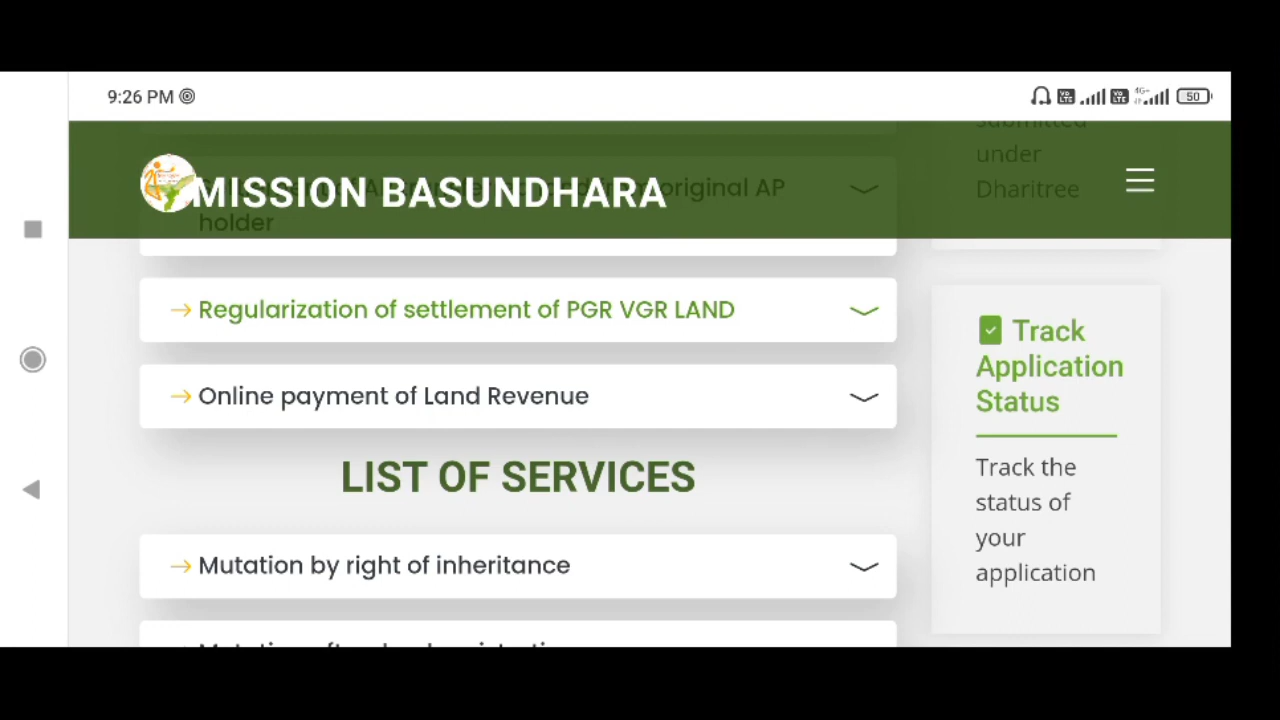 9:26 PM
50
Submitted
under
Dharitree
MISSION BASUNDHARA
original AP
holder
Regularization of settlement of PGR VGR LAND
Online payment of Land Revenue
LIST OF SERVICES
Mutation by right of inheritance
Track
Application
Status
Track the
status of
your
application